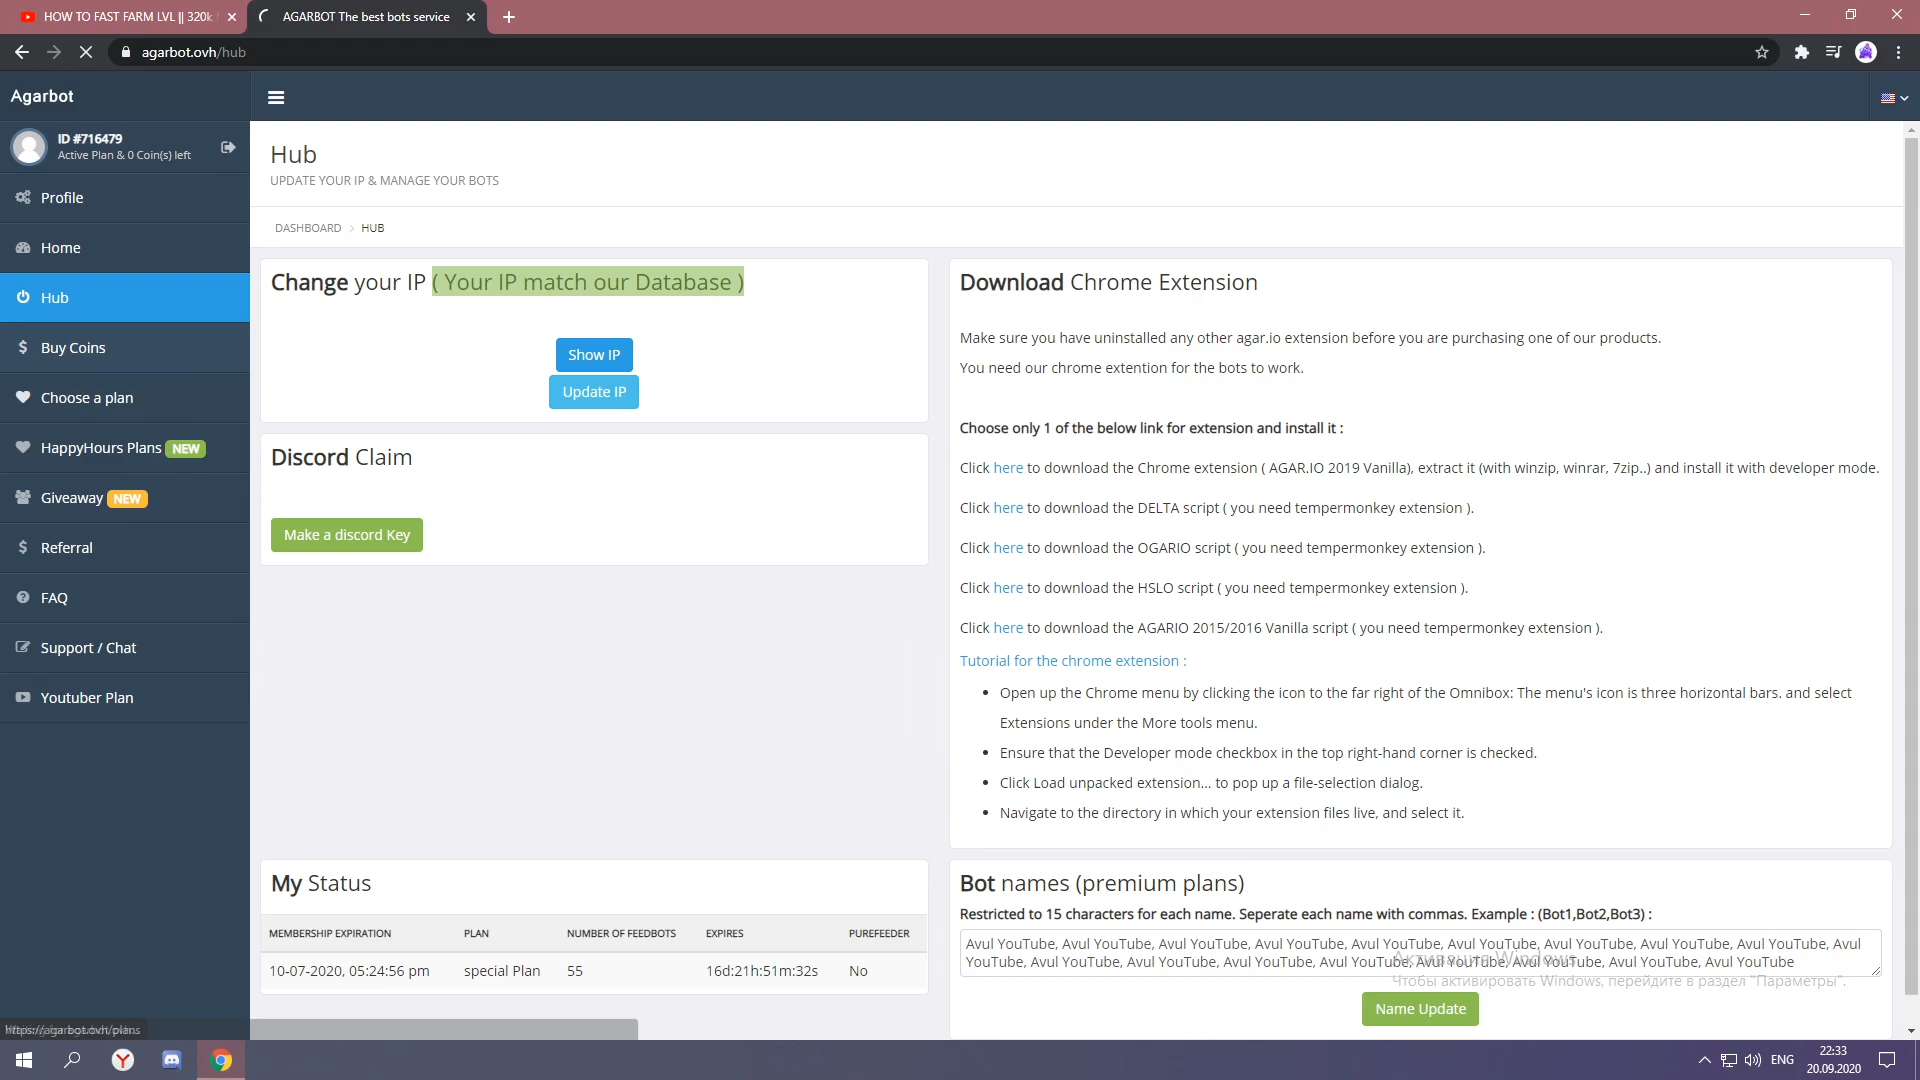 HOW TO FAST FARM LVL || 320k
AGARBOT The best bots service
agarbot.ovh/hub
Agarbot
ID #716479
Active Plan & 0 Coin(s) left
Profile
Home
Hub
Buy Coins
Choose a plan
HappyHours Plans NEW
Giveaway NEW
Referral
FAQ
Support / Chat
Youtuber Plan
Hub
UPDATE YOUR IP & MANAGE YOUR BOTS
DASHBOARD > HUB
Change your IP ( Your IP match our Database )
Show IP
Update IP
Discord Claim
Make a discord Key
Download Chrome Extension
Make sure you have uninstalled any other agar.io extension before you are purchasing one of our products.
You need our chrome extention for the bots to work.
Choose only 1 of the below link for extension and install it :
Click here to download the Chrome extension ( AGAR.IO 2019 Vanilla), extract it (with winzip, winrar, 7zip..) and install it with developer mode.
Click here to download the DELTA script ( you need tempermonkey extension ).
Click here to download the OGARIO script ( you need tempermonkey extension ).
Click here to download the HSLO script ( you need tempermonkey extension ).
Click here to download the AGARIO 2015/2016 Vanilla script ( you need tempermonkey extension ).
Tutorial for the chrome extension :
• Open up the Chrome menu by clicking the icon to the far right of the Omnibox: The menu's icon is three horizontal bars. and select
Extensions under the More tools menu.
• Ensure that the Developer mode checkbox in the top right-hand corner is checked.
• Click Load unpacked extension... to pop up a file-selection dialog.
• Navigate to the directory in which your extension files live, and select it.
My Status
MEMBERSHIP EXPIRATION PLAN NUMBER OF FEEDBOTS EXPIRES PUREFEEDER
10-07-2020, 05:24:56 pm special Plan 55 16d:21h:51m:32s No
Bot names (premium plans)
Restricted to 15 characters for each name. Seperate each name with commas. Example : (Bot1,Bot2,Bot3) :
Avul YouTube, Avul YouTube, Avul YouTube, Avul YouTube, Avul YouTube, Avul YouTube, Avul YouTube, Avul YouTube, Avul YouTube, Avul
YouTube, Avul YouTube, Avul YouTube, Avul YouTube, Avul YouTube, Avul YouTube, Avul YouTube, Avul YouTube, Avul YouTube
Активация Windows
Чтобы активировать Windows, перейдите в раздел "Параметры".
Name Update
https://agarbot.ovh/plans
ENG
22:33
20.09.2020